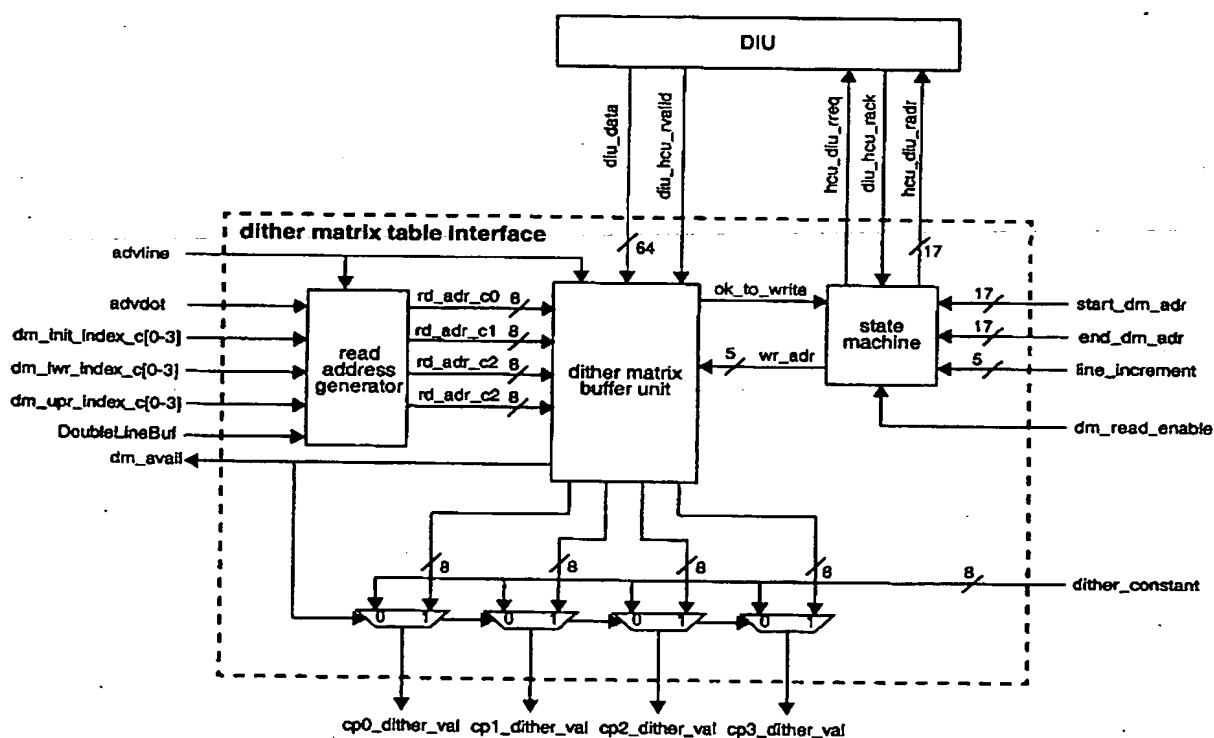 DIU
diu_data
diu_hcu_rvalid
hcu_diu_rreq
diu_hcu_rack
hcu_diu_radr
dither matrix table interface
64
17
advline
advdot
dm_init_index_c[0-3]
dm_lwr_index_c[0-3]
dm_upr_index_c[0-3]
DoubleLineBuf
dm_avail
read
address
generator
rd_adr_c0 8
rd_adr_c1 8
rd_adr_c2 8
rd_adr_c2 8
dither matrix
buffer unit
ok_to_write
5 wr_adr
state
machine
17 start_dm_adr
17 end_dm_adr
5 line_increment
dm_read_enable
8 8 8 8
8 dither_constant
0 1 0 1 0 1 0 1
cp0_dither_val cp1_dither_val cp2_dither_val cp3_dither_val